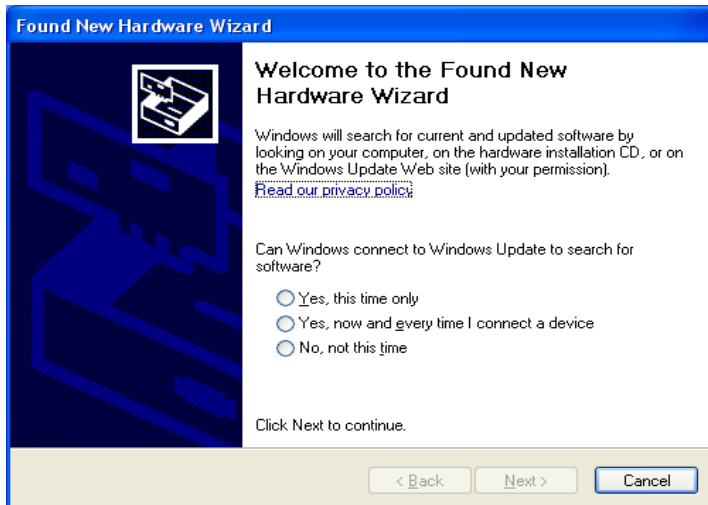 Found New Hardware Wizard
Welcome to the Found New
Hardware Wizard
Windows will search for current and updated software by
looking on your computer, on the hardware installation CD, or on
the Windows Update Web site (with your permission).
Read our privacy policy
Can Windows connect to Windows Update to search for
software?
Yes, this time only
Yes, now and every time I connect a device
No, not this time
Click Next to continue.
< Back Next > Cancel